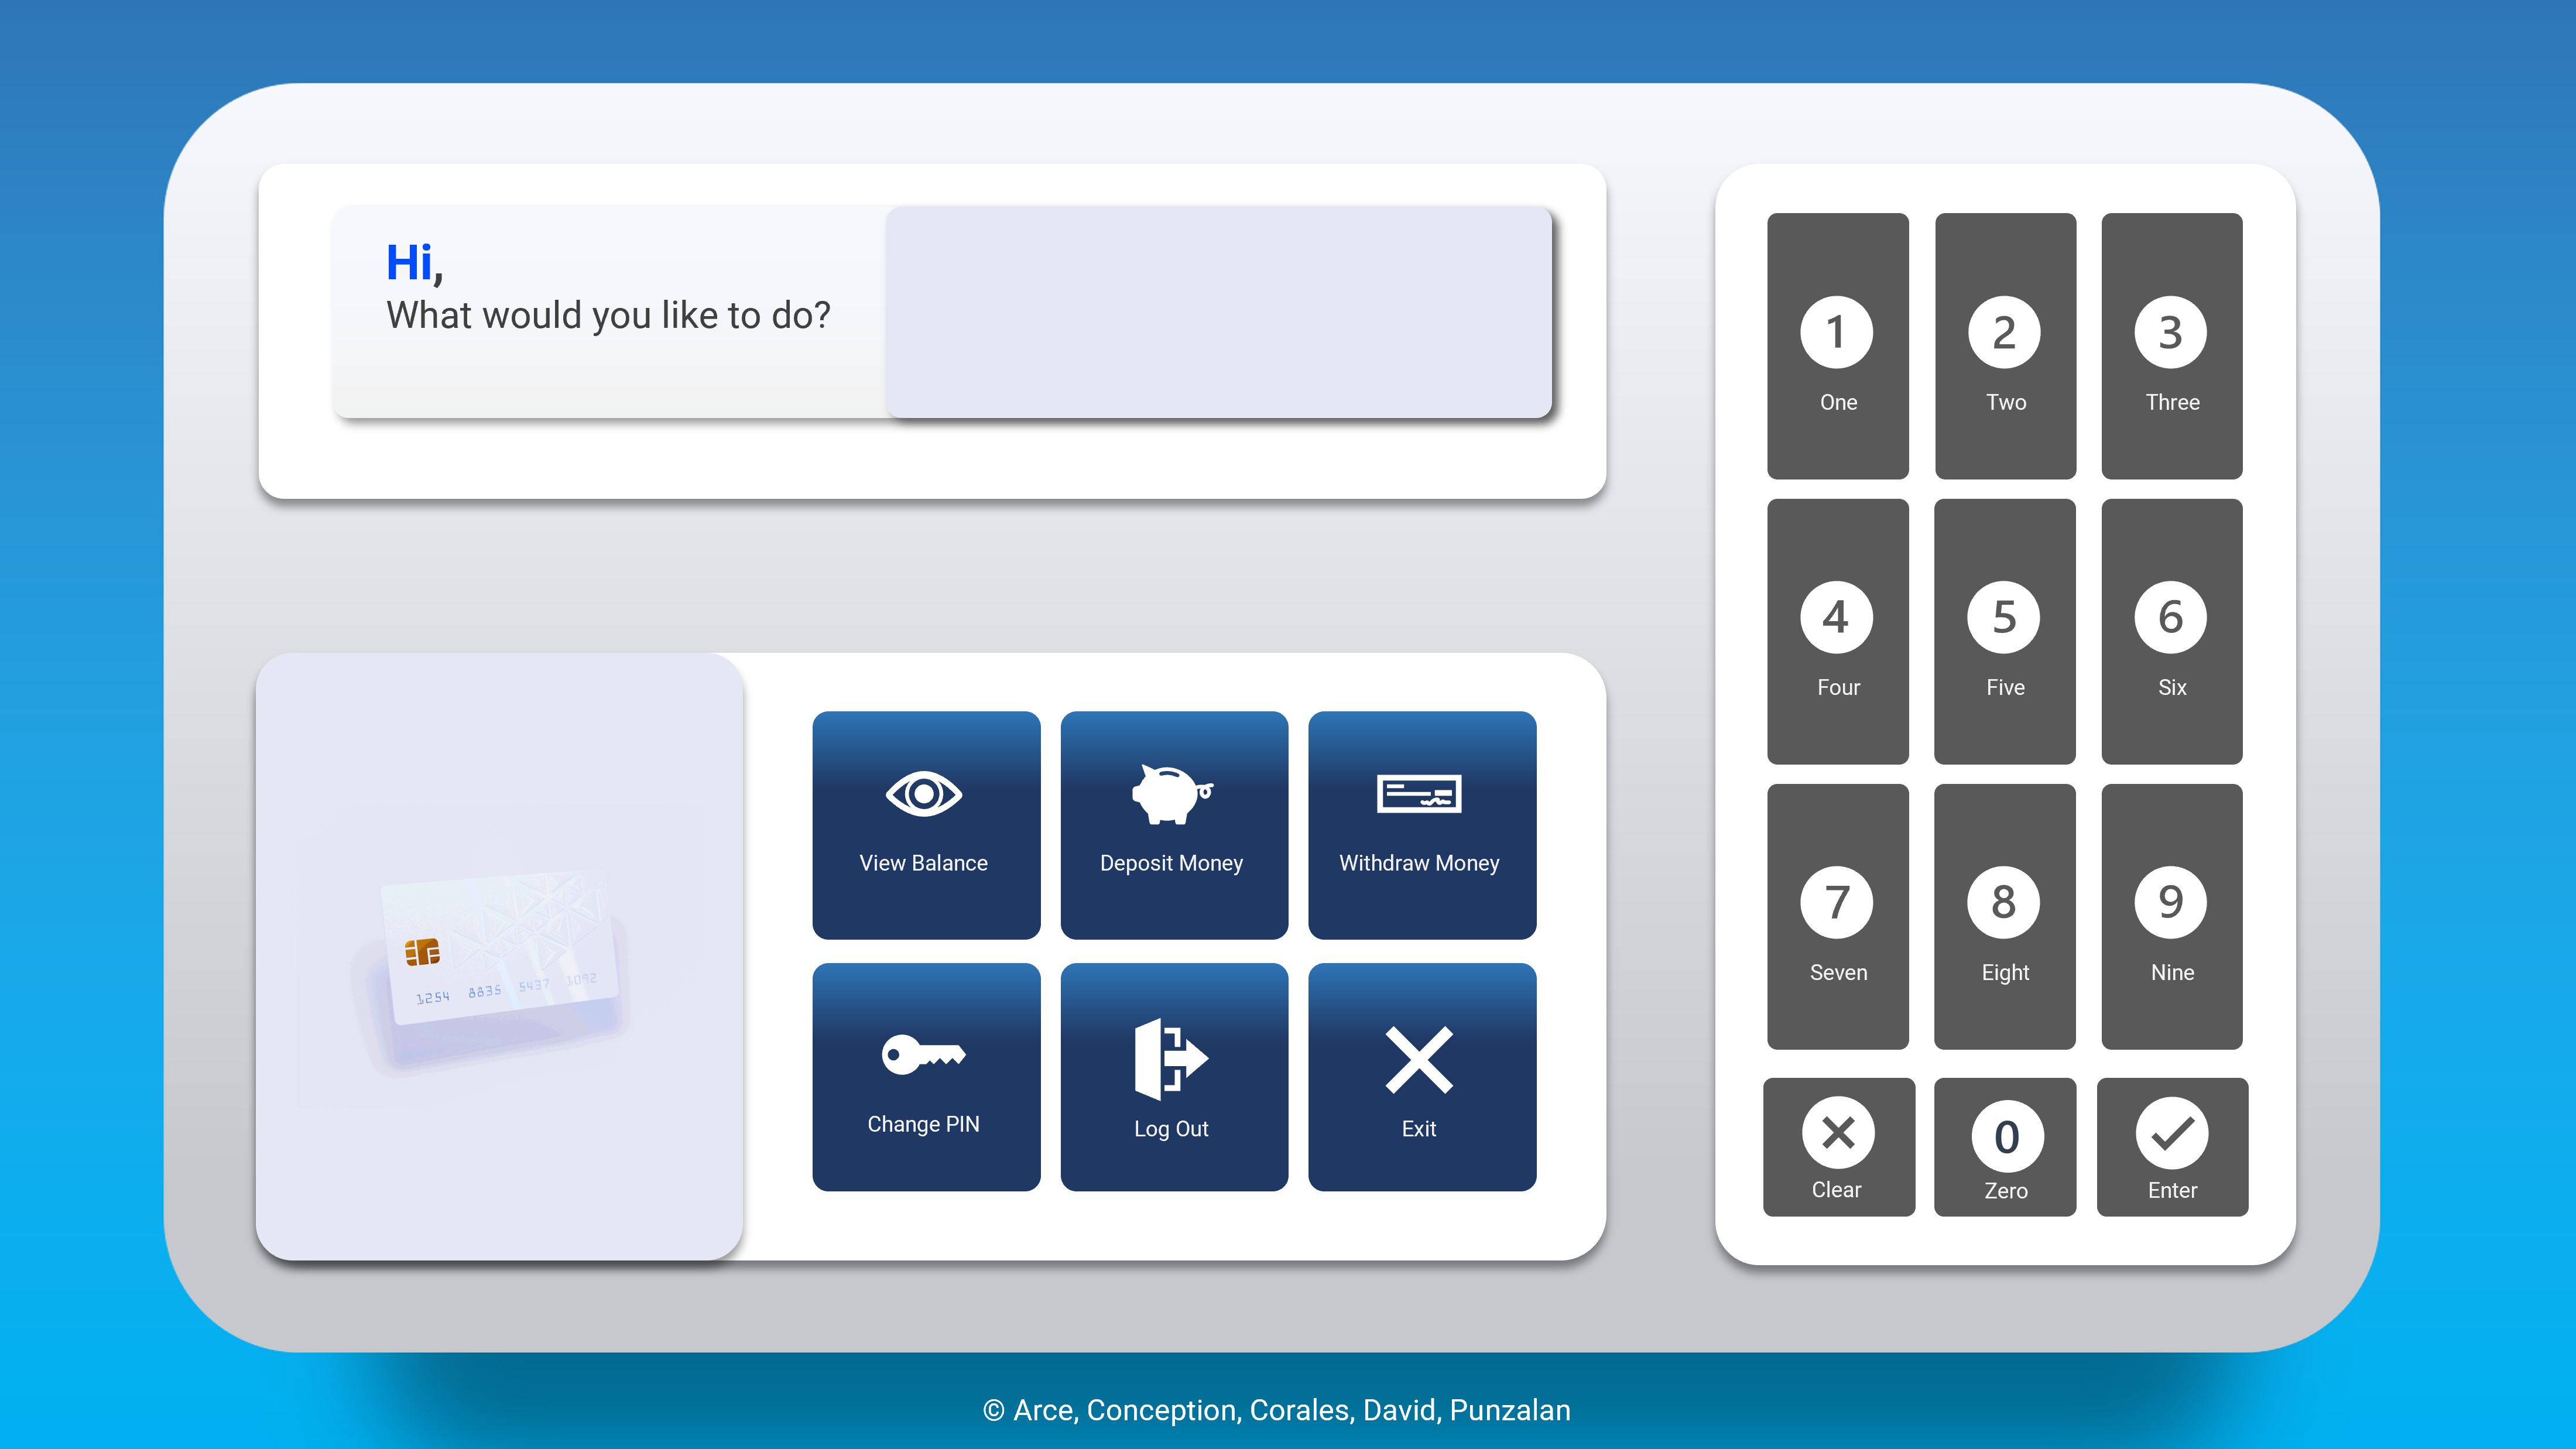 Hi,
What would you like to do?
1
One
2
Two
3
Three
4
Four
5
Five
6
Six
7
Seven
8
Eight
9
Nine
Clear
0
Zero
Enter
View Balance
Deposit Money
Withdraw Money
Change PIN
Log Out
Exit
1254 8835 5437 1092
© Arce, Conception, Corales, David, Punzalan